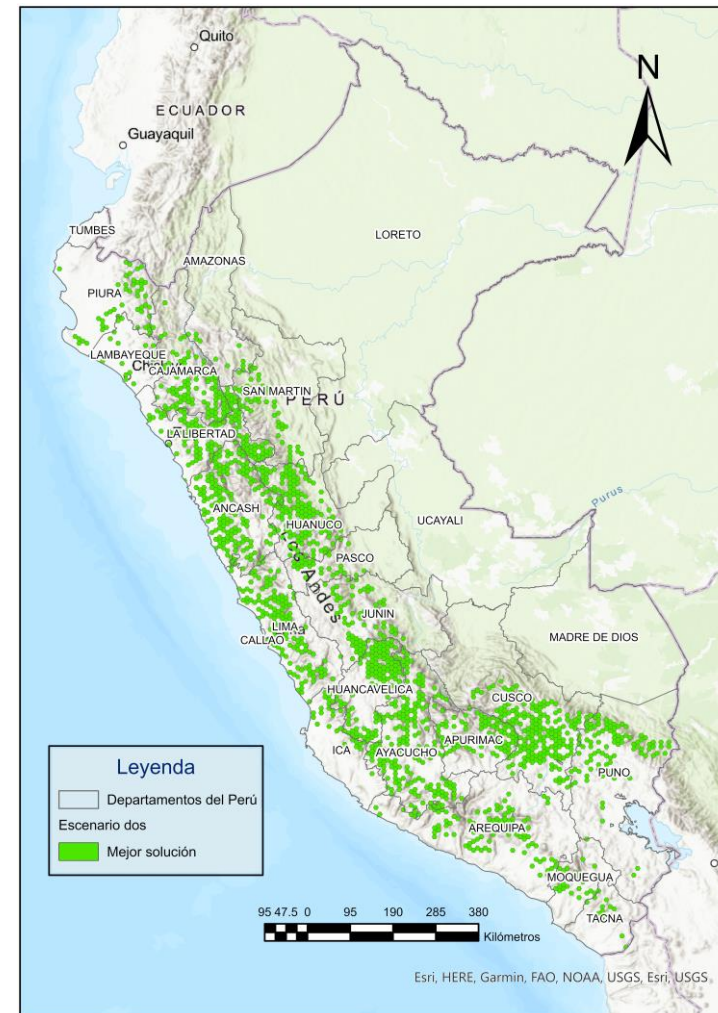 Quito
ECUADOR
Guayaquil
N
LORETO
TUMBES
AMAZONAS
PIURA
LAMBAYEQUE
CAJAMARCA
SAN MARTIN
PERÚ
LA LIBERTAD
ANCASH
HUANUCO
UCAYALI
Purus
PASCO
Los Andes
JUNIN
LIMA
CALLAO
MADRE DE DIOS
HUANCAVELICA
CUSCO
ICA
AYACUCHO
APURIMAC
PUNO
AREQUIPA
MOQUEGUA
TACNA
Leyenda
Departamentos del Perú
Escenario dos
Mejor solución
95 47.5 0 95 190 285 380
Kilómetros
Esri, HERE, Garmin, FAO, NOAA, USGS, Esri, USGS